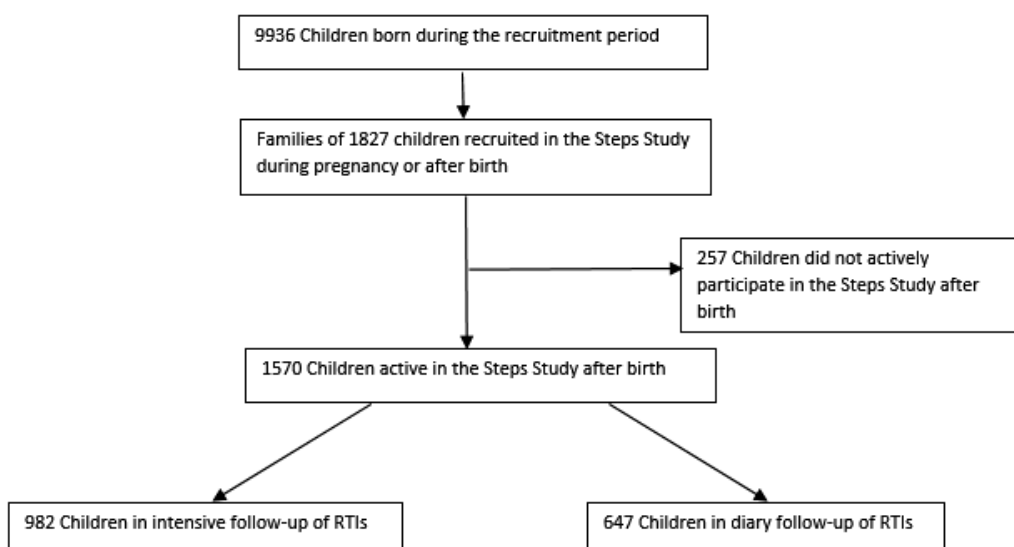 9936 Children born during the recruitment period
Families of 1827 children recruited in the Steps Study
during pregnancy or after birth
257 Children did not actively
participate in the Steps Study after
birth
1570 Children active in the Steps Study after birth
982 Children in intensive follow-up of RTIs
647 Children in diary follow-up of RTIs